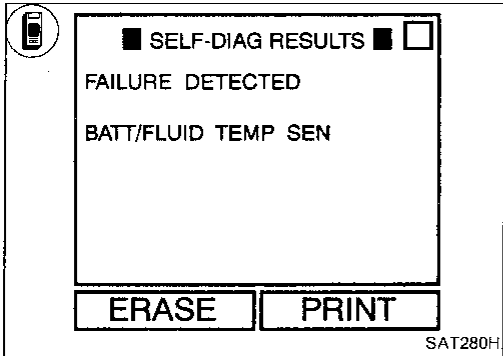 SELF-DIAG RESULTS
FAILURE DETECTED
BATT/FLUID TEMP SEN
ERASE PRINT
SAT280H